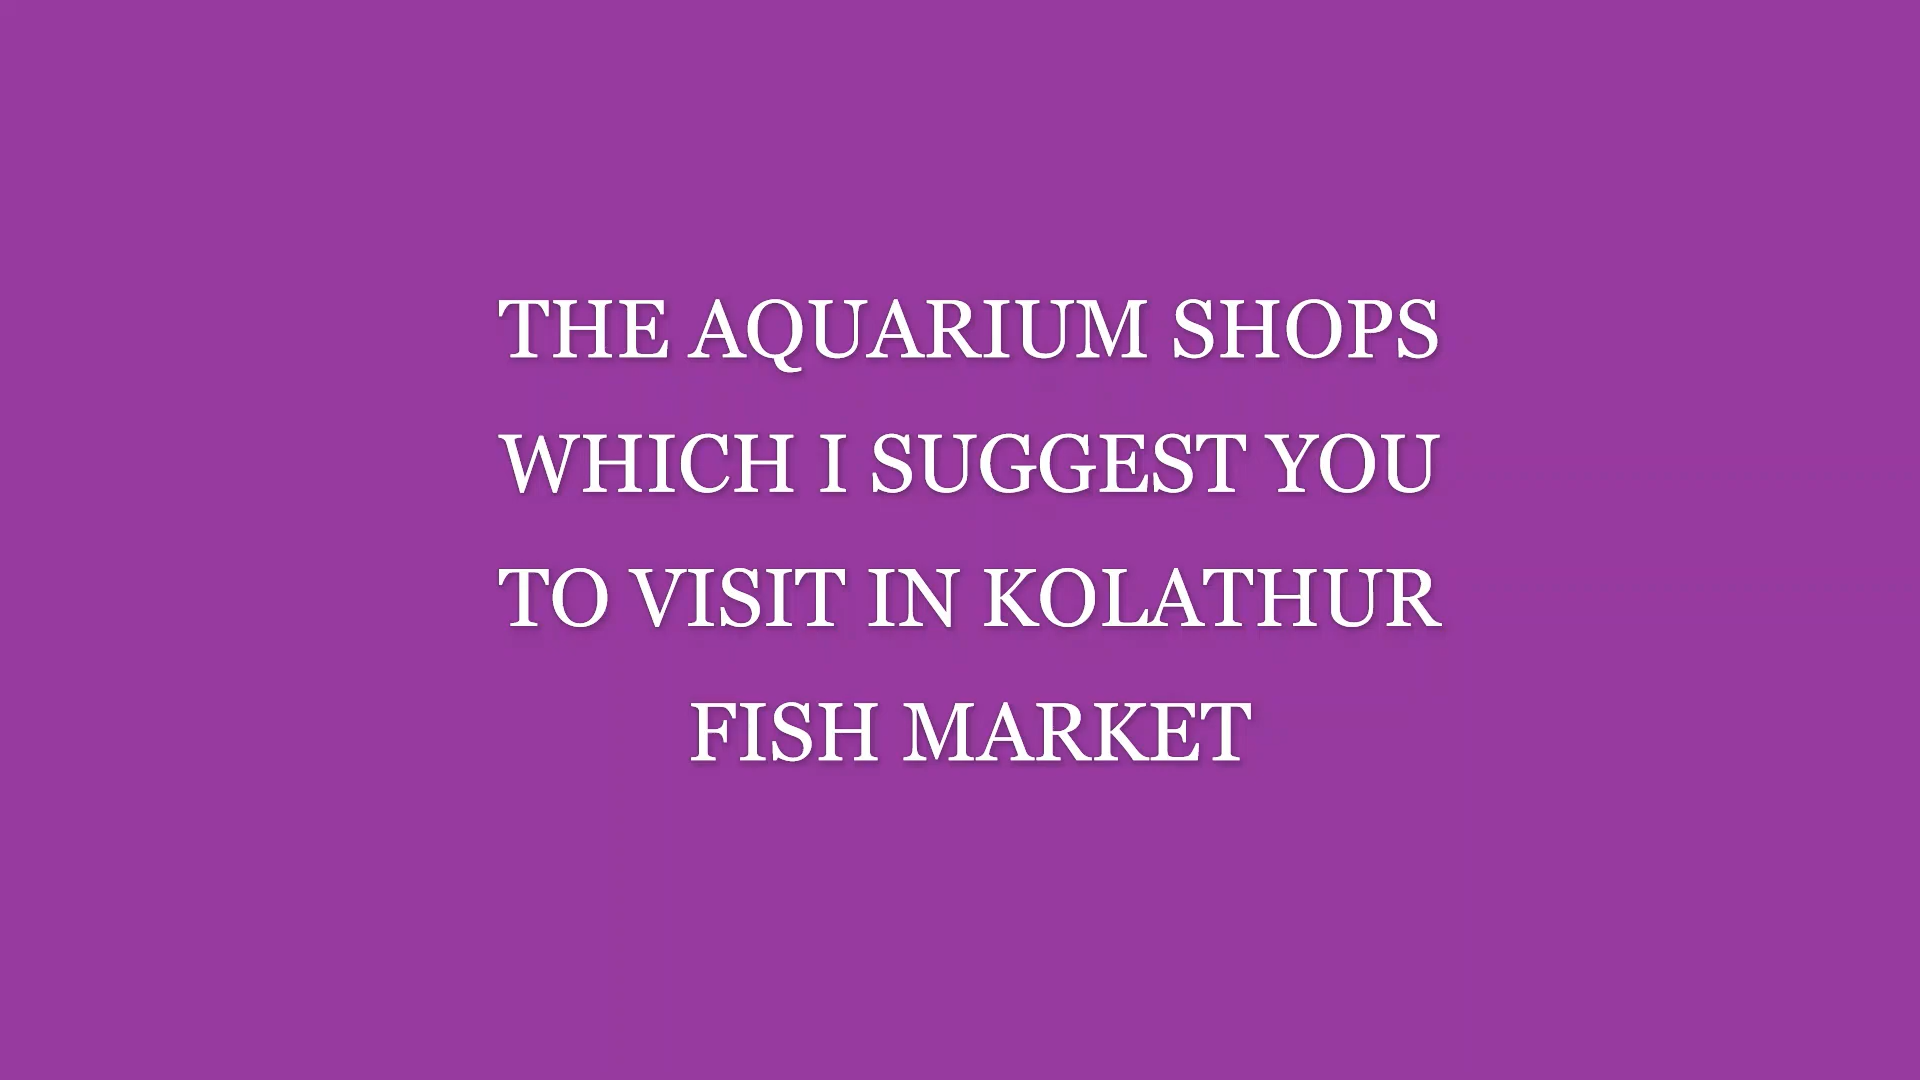 THE AQUARIUM SHOPS
WHICH I SUGGEST YOU
TO VISIT IN KOLATHUR
FISH MARKET